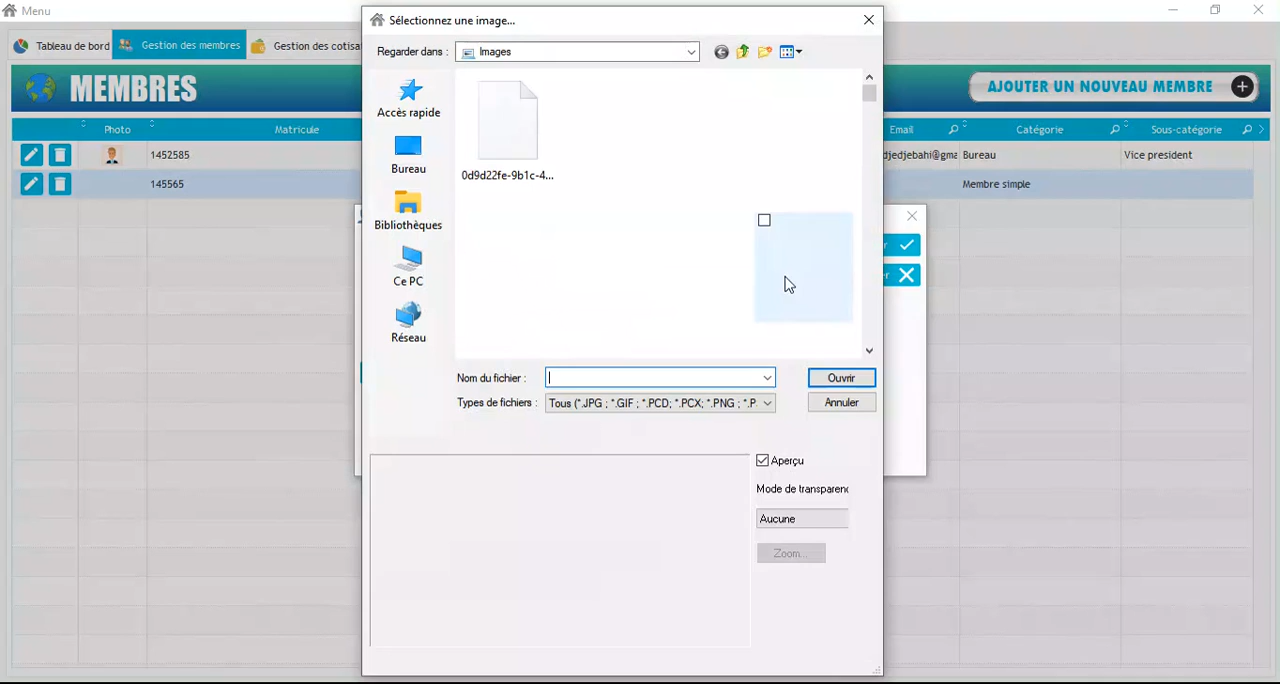 Menu
Sélectionnez une image...
Tableau de bord
Gestion des membres
Gestion des cotisa
Regarder dans :
Images
MEMBRES
AJOUTER UN NOUVEAU MEMBRE
Accès rapide
Bureau
Bibliothèques
Ce PC
Réseau
0d9d22fe-9b1c-4...
Photo
Matricule
Email
Catégorie
Sous-catégorie
1452585
djedjebahi@gma
Bureau
Vice president
145565
Membre simple
Nom du fichier :
Ouvrir
Types de fichiers :
Tous (*.JPG ; *.GIF ; *.PCD; *.PCX; *.PNG ; *.P
Annuler
Aperçu
Mode de transparenc
Aucune
Zoom...